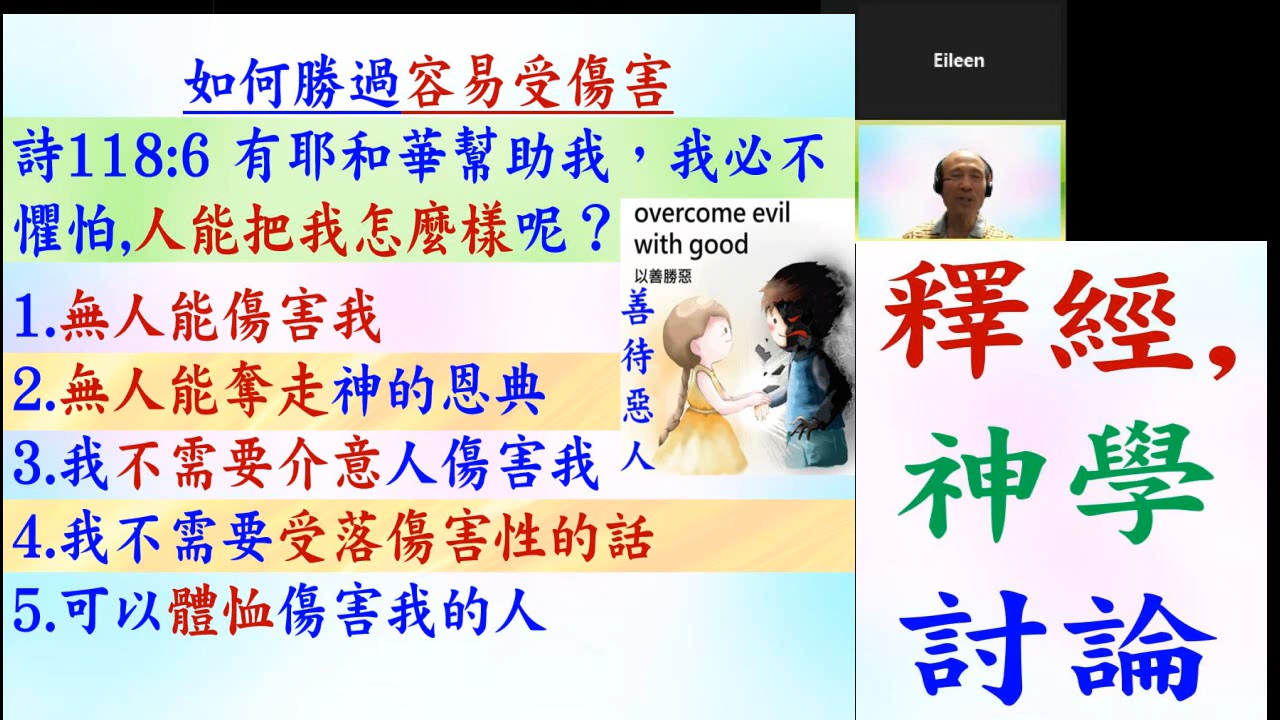 如何勝過容易受傷害
詩118:6 有耶和華幫助我，我必不
懼怕,人能把我怎麼樣呢？
1.無人能傷害我
2.無人能奪走神的恩典
3.我不需要介意人傷害我
4.我不需要受落傷害性的話
5.可以體恤傷害我的人
overcome evil
with good
以善勝惡
善待惡人
Eileen
釋經,
神學
討論